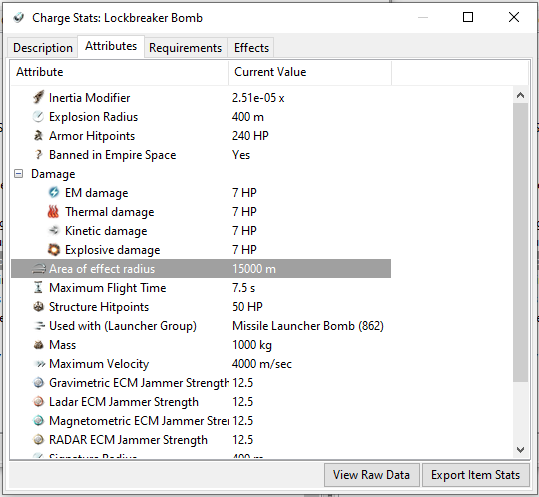 Charge Stats: Lockbreaker Bomb
Description Attributes Requirements Effects
Attribute Current Value
Inertia Modifier 2.51e-05 x
Explosion Radius 400 m
Armor Hitpoints 240 HP
Banned in Empire Space Yes
Damage
EM damage 7 HP
Thermal damage 7 HP
Kinetic damage 7 HP
Explosive damage 7 HP
Area of effect radius 15000 m
Maximum Flight Time 7.5 s
Structure Hitpoints 50 HP
Used with (Launcher Group) Missile Launcher Bomb (862)
Mass 1000 kg
Maximum Velocity 4000 m/sec
Gravimetric ECM Jammer Strength 12.5
Ladar ECM Jammer Strength 12.5
Magnetometric ECM Jammer Stre 12.5
RADAR ECM Jammer Strength 12.5
Signature Radius 400 m
View Raw Data Export Item Stats